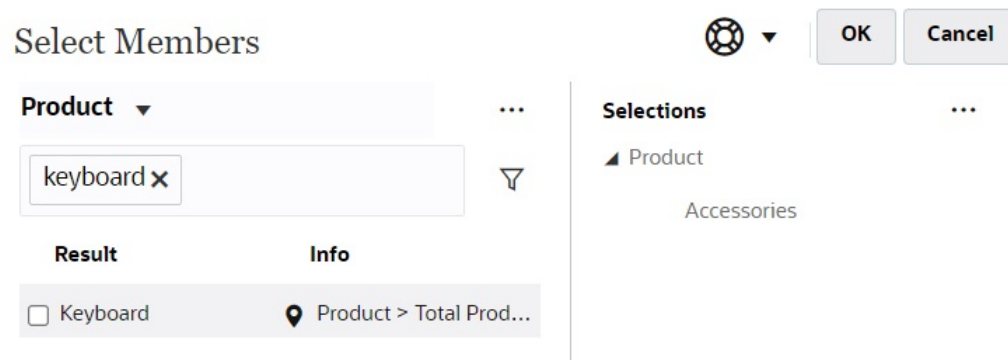 Select Members
OK
Cancel
Product
...
keyboard
Result
Info
Keyboard
Product > Total Prod...
Selections
...
Product
Accessories